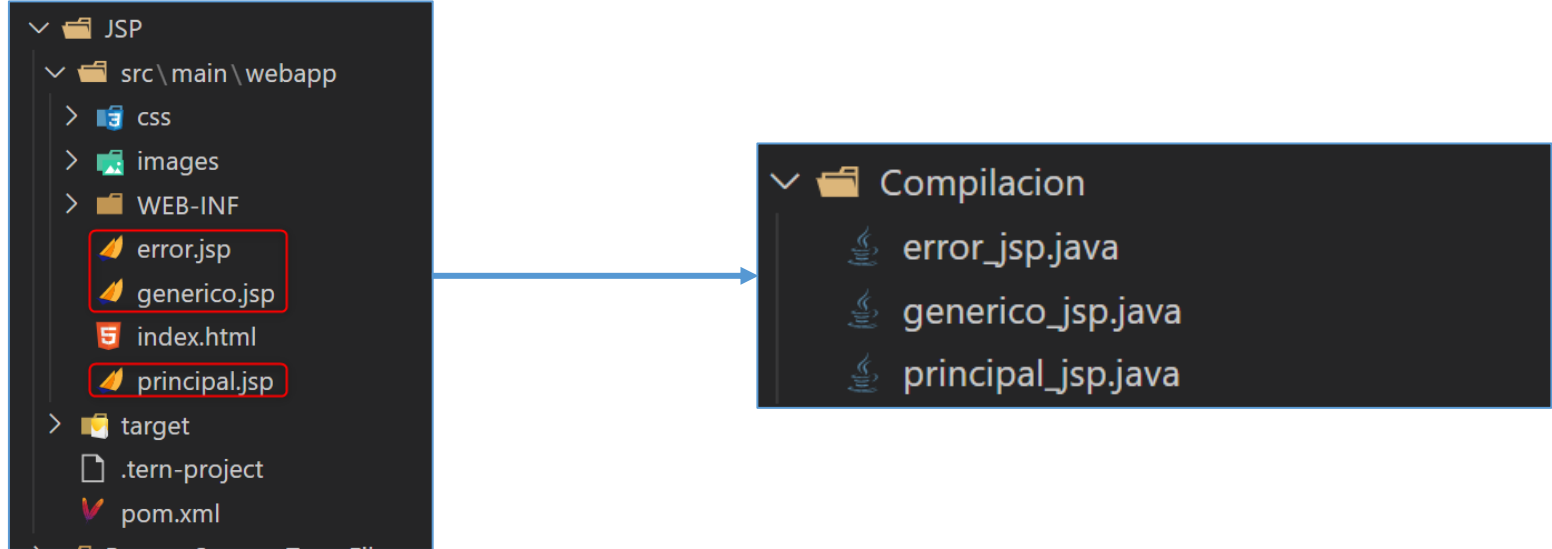 JSP
src\main\webapp
css
images
WEB-INF
error.jsp
generico.jsp
index.html
principal.jsp
target
.tern-project
pom.xml
Compilacion
error_jsp.java
generico_jsp.java
principal_jsp.java